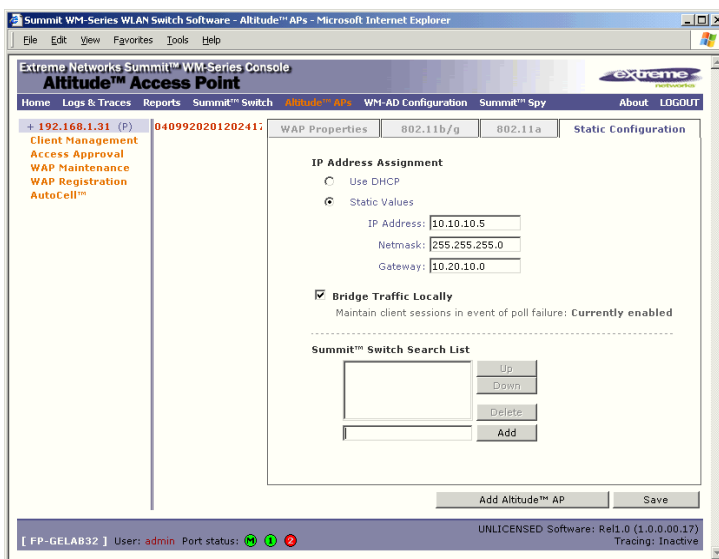 Summit WM-Series WLAN Switch Software - Altitude™ APs - Microsoft Internet Explorer
File Edit View Favorites Tools Help
Extreme Networks Summit™ WM-Series Console
Altitude™ Access Point
extreme
networks
Home Logs & Traces Reports Summit™ Switch Altitude™ APs WM-AD Configuration Summit™ Spy About LOGOUT
+ 192.168.1.31 (P)
Client Management
Access Approval
WAP Maintenance
WAP Registration
AutoCell™
0409920201202417
WAP Properties 802.11b/g 802.11a Static Configuration
IP Address Assignment
Use DHCP
Static Values
IP Address: 10.10.10.5
Netmask: 255.255.255.0
Gateway: 10.20.10.0
Bridge Traffic Locally
Maintain client sessions in event of poll failure: Currently enabled
Summit™ Switch Search List
Up
Down
Delete
Add
Add Altitude™ AP Save
[ FP-GELAB32 ] User: admin Port status: M 1 2
UNLICENSED Software: Rel1.0 (1.0.0.00.17)
Tracing: Inactive